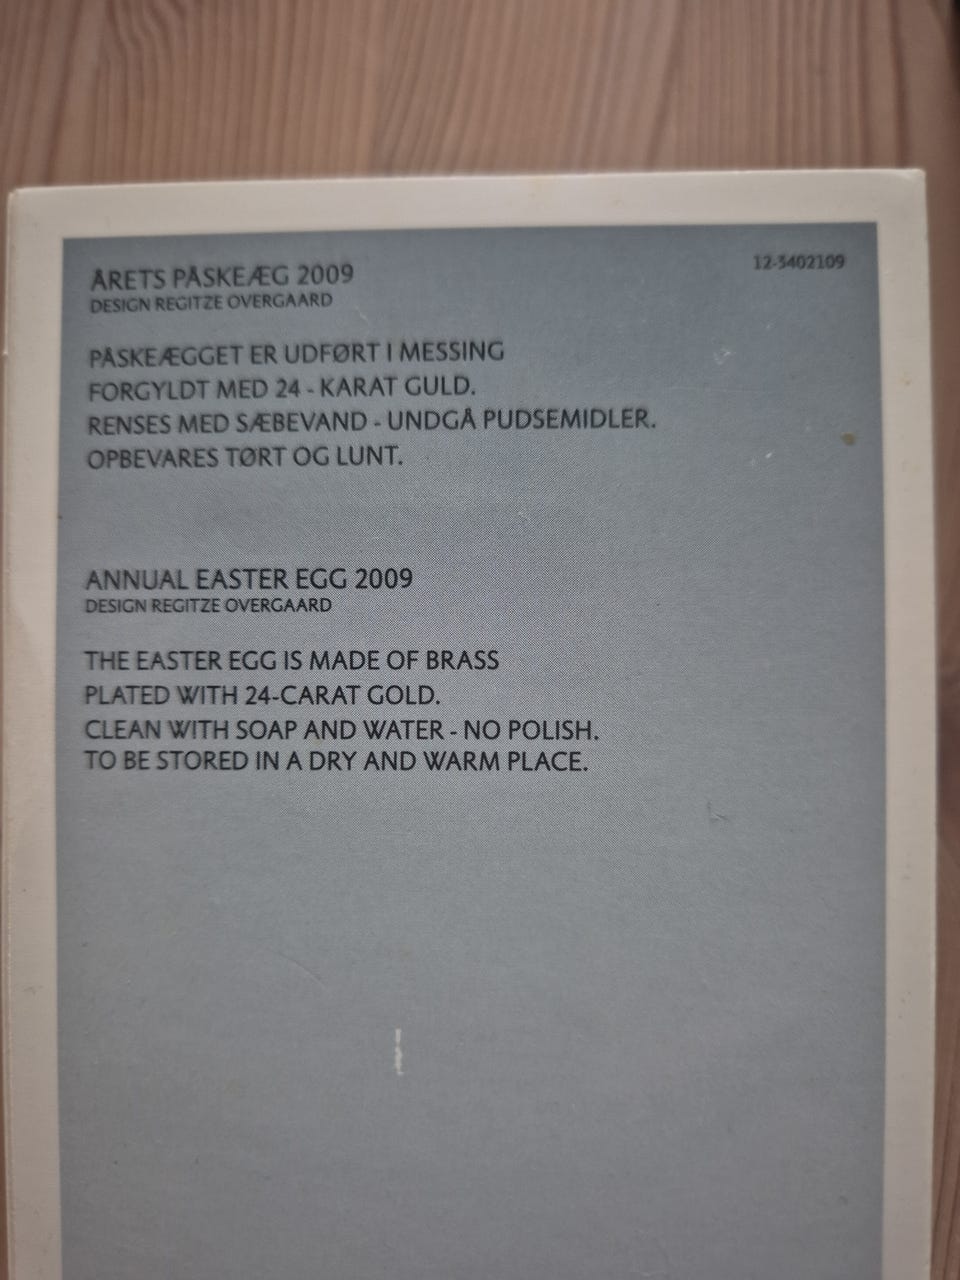 ÅRETS PÅSKEÆG 2009
12-3402109
DESIGN REGITZE OVERGAARD
PÅSKEÆGGET ER UDFØRT I MESSING
FORGYLDT MED 24 - KARAT GULD.
RENSES MED SÆBEVAND - UNDGÅ PUDSEMIDLER.
OPBEVARES TØRT OG LUNT.
ANNUAL EASTER EGG 2009
DESIGN REGITZE OVERGAARD
THE EASTER EGG IS MADE OF BRASS
PLATED WITH 24-CARAT GOLD.
CLEAN WITH SOAP AND WATER - NO POLISH.
TO BE STORED IN A DRY AND WARM PLACE.